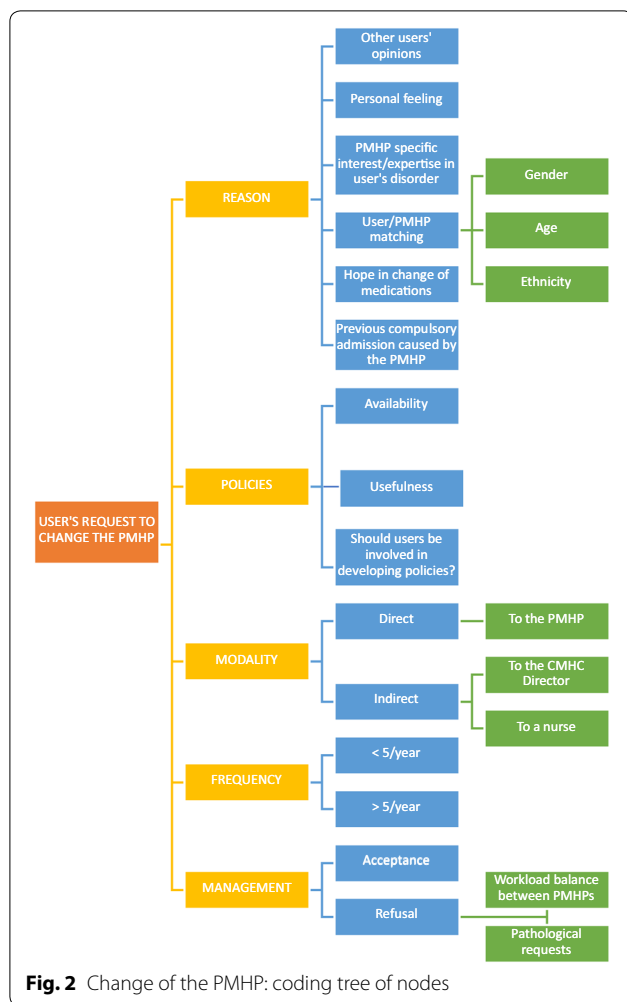 Other users'
opinions
Personal feeling
PMHP specific
interest/expertise in
user's disorder
Gender
REASON
User/PMHP
matching
Age
Hope in change of
medications
Ethnicity
Previous compulsory
admission caused by
the PMHP
Availability
POLICIES
Usefulness
USER'S REQUEST TO
CHANGE THE PMHP
Should users be
involved in
developing policies?
Direct
To the PMHP
MODALITY
To the CMHC
Director
Indirect
To a nurse
< 5/year
FREQUENCY
> 5/year
Acceptance
MANAGEMENT
Workload balance
between PMHPs
Refusal
Pathological
requests
Fig. 2 Change of the PMHP: coding tree of nodes